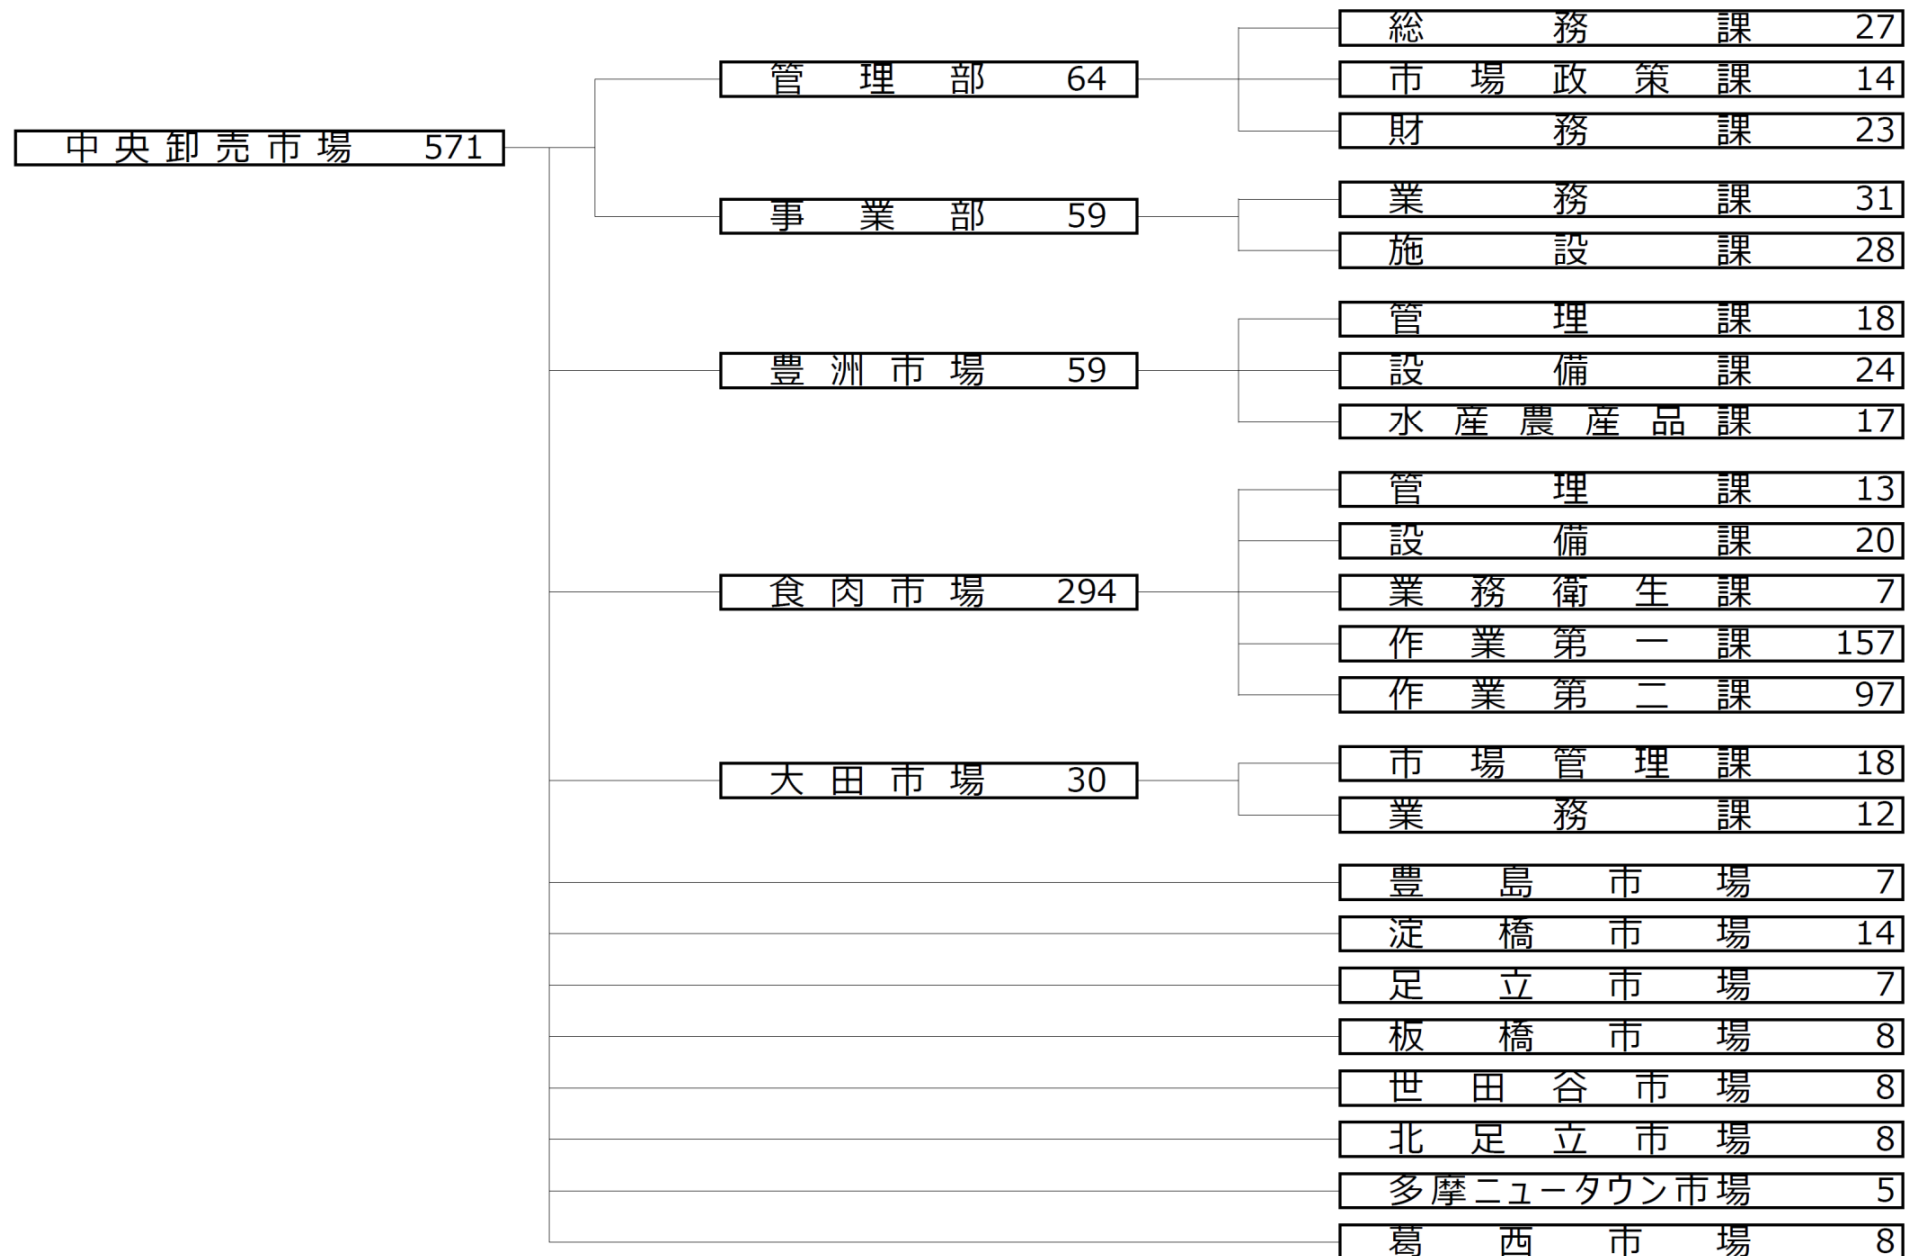 中央卸売市場 571
管理部 64
総務課 27
市場政策課 14
財務課 23
事業部 59
業務課 31
施設課 28
豊洲市場 59
管理課 18
設備課 24
水産農産品課 17
食肉市場 294
管理課 13
設備課 20
業務衛生課 7
作業第一課 157
作業第二課 97
大田市場 30
市場管理課 18
業務課 12
豊島市場 7
淀橋市場 14
足立市場 7
板橋市場 8
世田谷市場 8
北足立市場 8
多摩ニュータウン市場 5
葛西市場 8